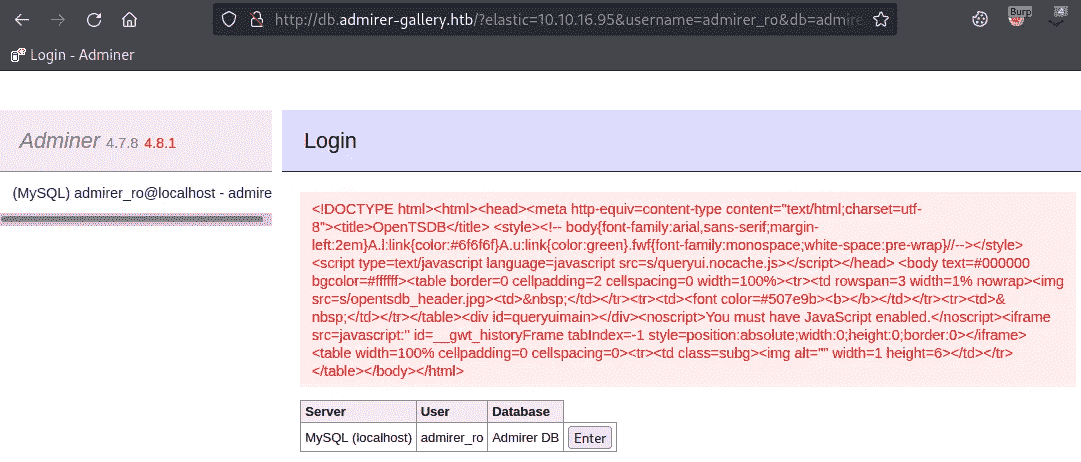 http://db.admirer-gallery.htb/?elastic=10.10.16.95&username=admirer_ro&db=admire
Burp
Login - Adminer
Adminer 4.7.8 4.8.1
Login
(MySQL) admirer_ro@localhost - admire
<!DOCTYPE html><html><head><meta http-equiv=content-type content="text/html;charset=utf-
8"><title>OpenTSDB</title> <style><!-- body{font-family:arial,sans-serif;margin-
left:2em}A.l:link{color:#6f6f6f}A.u:link{color:green}.fwf{font-family:monospace;white-space:pre-wrap}//--></style>
<script type=text/javascript language=javascript src=s/queryui.nocache.js></script></head> <body text=#000000
bgcolor=#ffffff><table border=0 cellpadding=2 cellspacing=0 width=100%><tr><td rowspan=3 width=1% nowrap><img
src=s/opentsdb_header.jpg><td>&nbsp;</td></tr><tr><td><font color=#507e9b><b></b></td></tr><tr><td>&
nbsp;</td></tr></table><div id=queryuimain></div><noscript>You must have JavaScript enabled.</noscript><iframe
src=javascript:'' id=__gwt_historyFrame tabIndex=-1 style=position:absolute;width:0;height:0;border:0></iframe>
<table width=100% cellpadding=0 cellspacing=0><tr><td class=subg><img alt="" width=1 height=6></td></tr>
</table></body></html>
Server User Database
MySQL (localhost) admirer_ro Admirer DB Enter